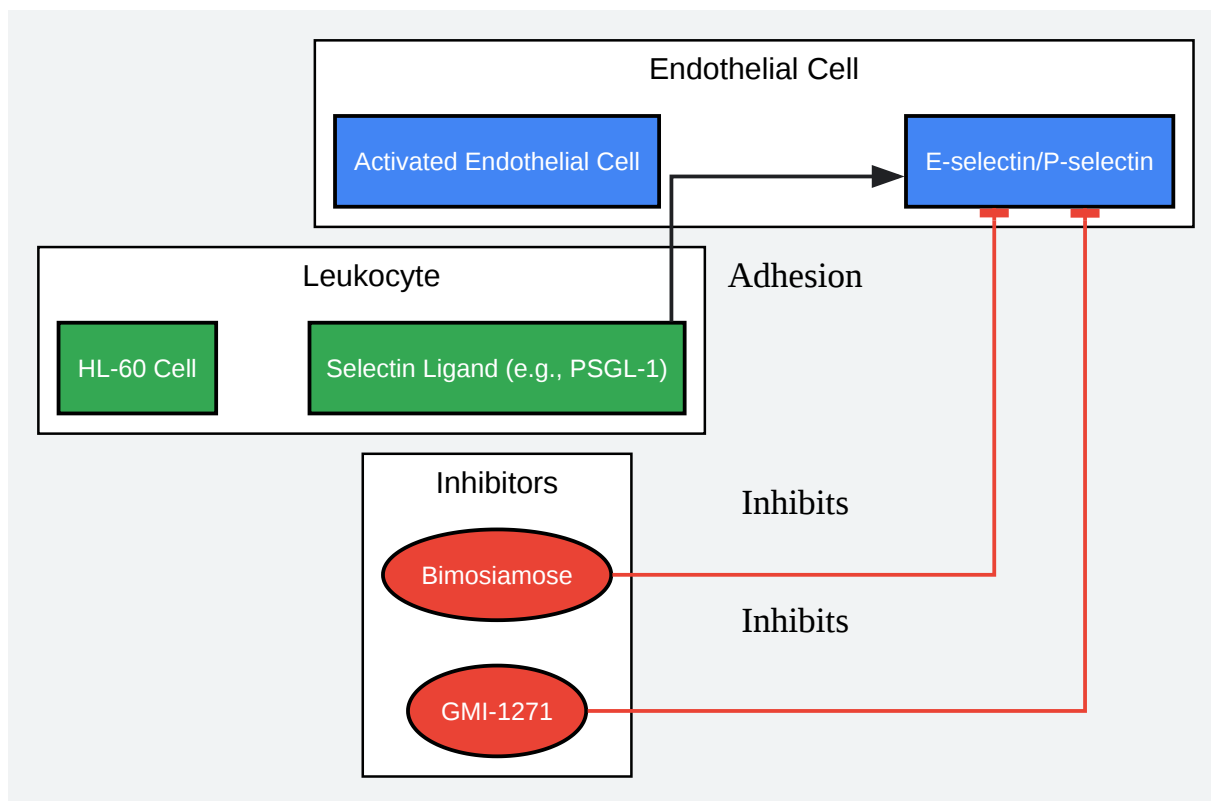 Endothelial Cell
Activated Endothelial Cell
E-selectin/P-selectin
Leukocyte
Adhesion
HL-60 Cell
Selectin Ligand (e.g., PSGL-1)
Inhibitors
Inhibits
Bimosiamose
Inhibits
GMI-1271